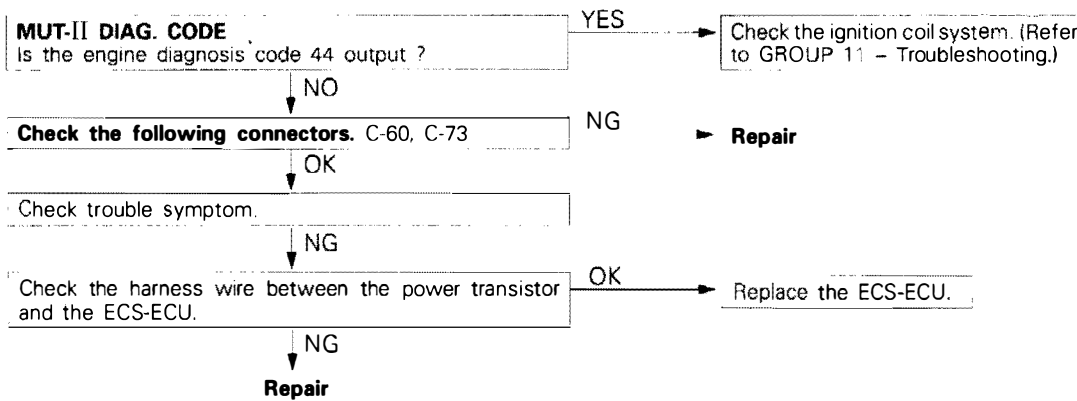 MUT-II DIAG. CODE
Is the engine diagnosis code 44 output ?
YES
Check the ignition coil system. (Refer
to GROUP 11 – Troubleshooting.)
NO
Check the following connectors. C-60, C-73
NG
Repair
OK
Check trouble symptom.
NG
Check the harness wire between the power transistor
and the ECS-ECU.
OK
Replace the ECS-ECU.
NG
Repair